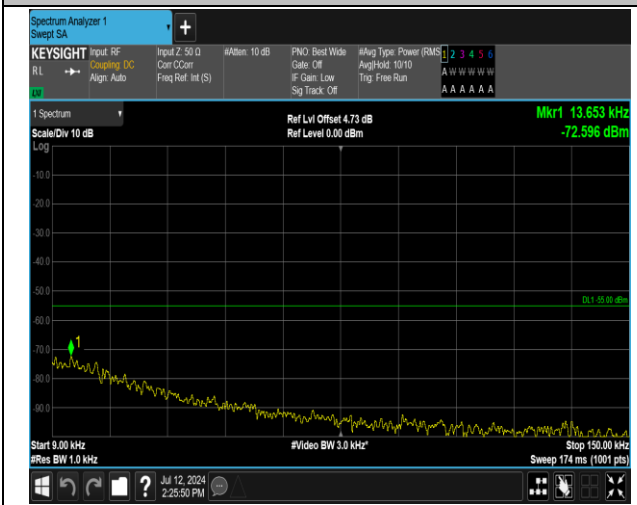 Spectrum Analyzer 1
Swept SA
+
KEYSIGHT
RL
LXI
Input: RF
Coupling: DC
Align: Auto
Input Z: 50 Ω
Corr CCorr
Freq Ref: Int (S)
#Atten: 10 dB
PNO: Best Wide
Gate: Off
IF Gain: Low
Sig Track: Off
#Avg Type: Power (RMS
Avg|Hold: 10/10
Trig: Free Run
1 2 3 4 5 6
A W W W W W
A A A A A A
1 Spectrum
Scale/Div 10 dB
Log
Ref Lvl Offset 4.73 dB
Ref Level 0.00 dBm
Mkr1 13.653 kHz
-72.596 dBm
-10.0
-20.0
-30.0
-40.0
-50.0
DL1 -55.00 dBm
-60.0
1
-70.0
-80.0
-90.0
Start 9.00 kHz
#Res BW 1.0 kHz
#Video BW 3.0 kHz*
Stop 150.00 kHz
Sweep 174 ms (1001 pts)
?
Jul 12, 2024
2:25:50 PM